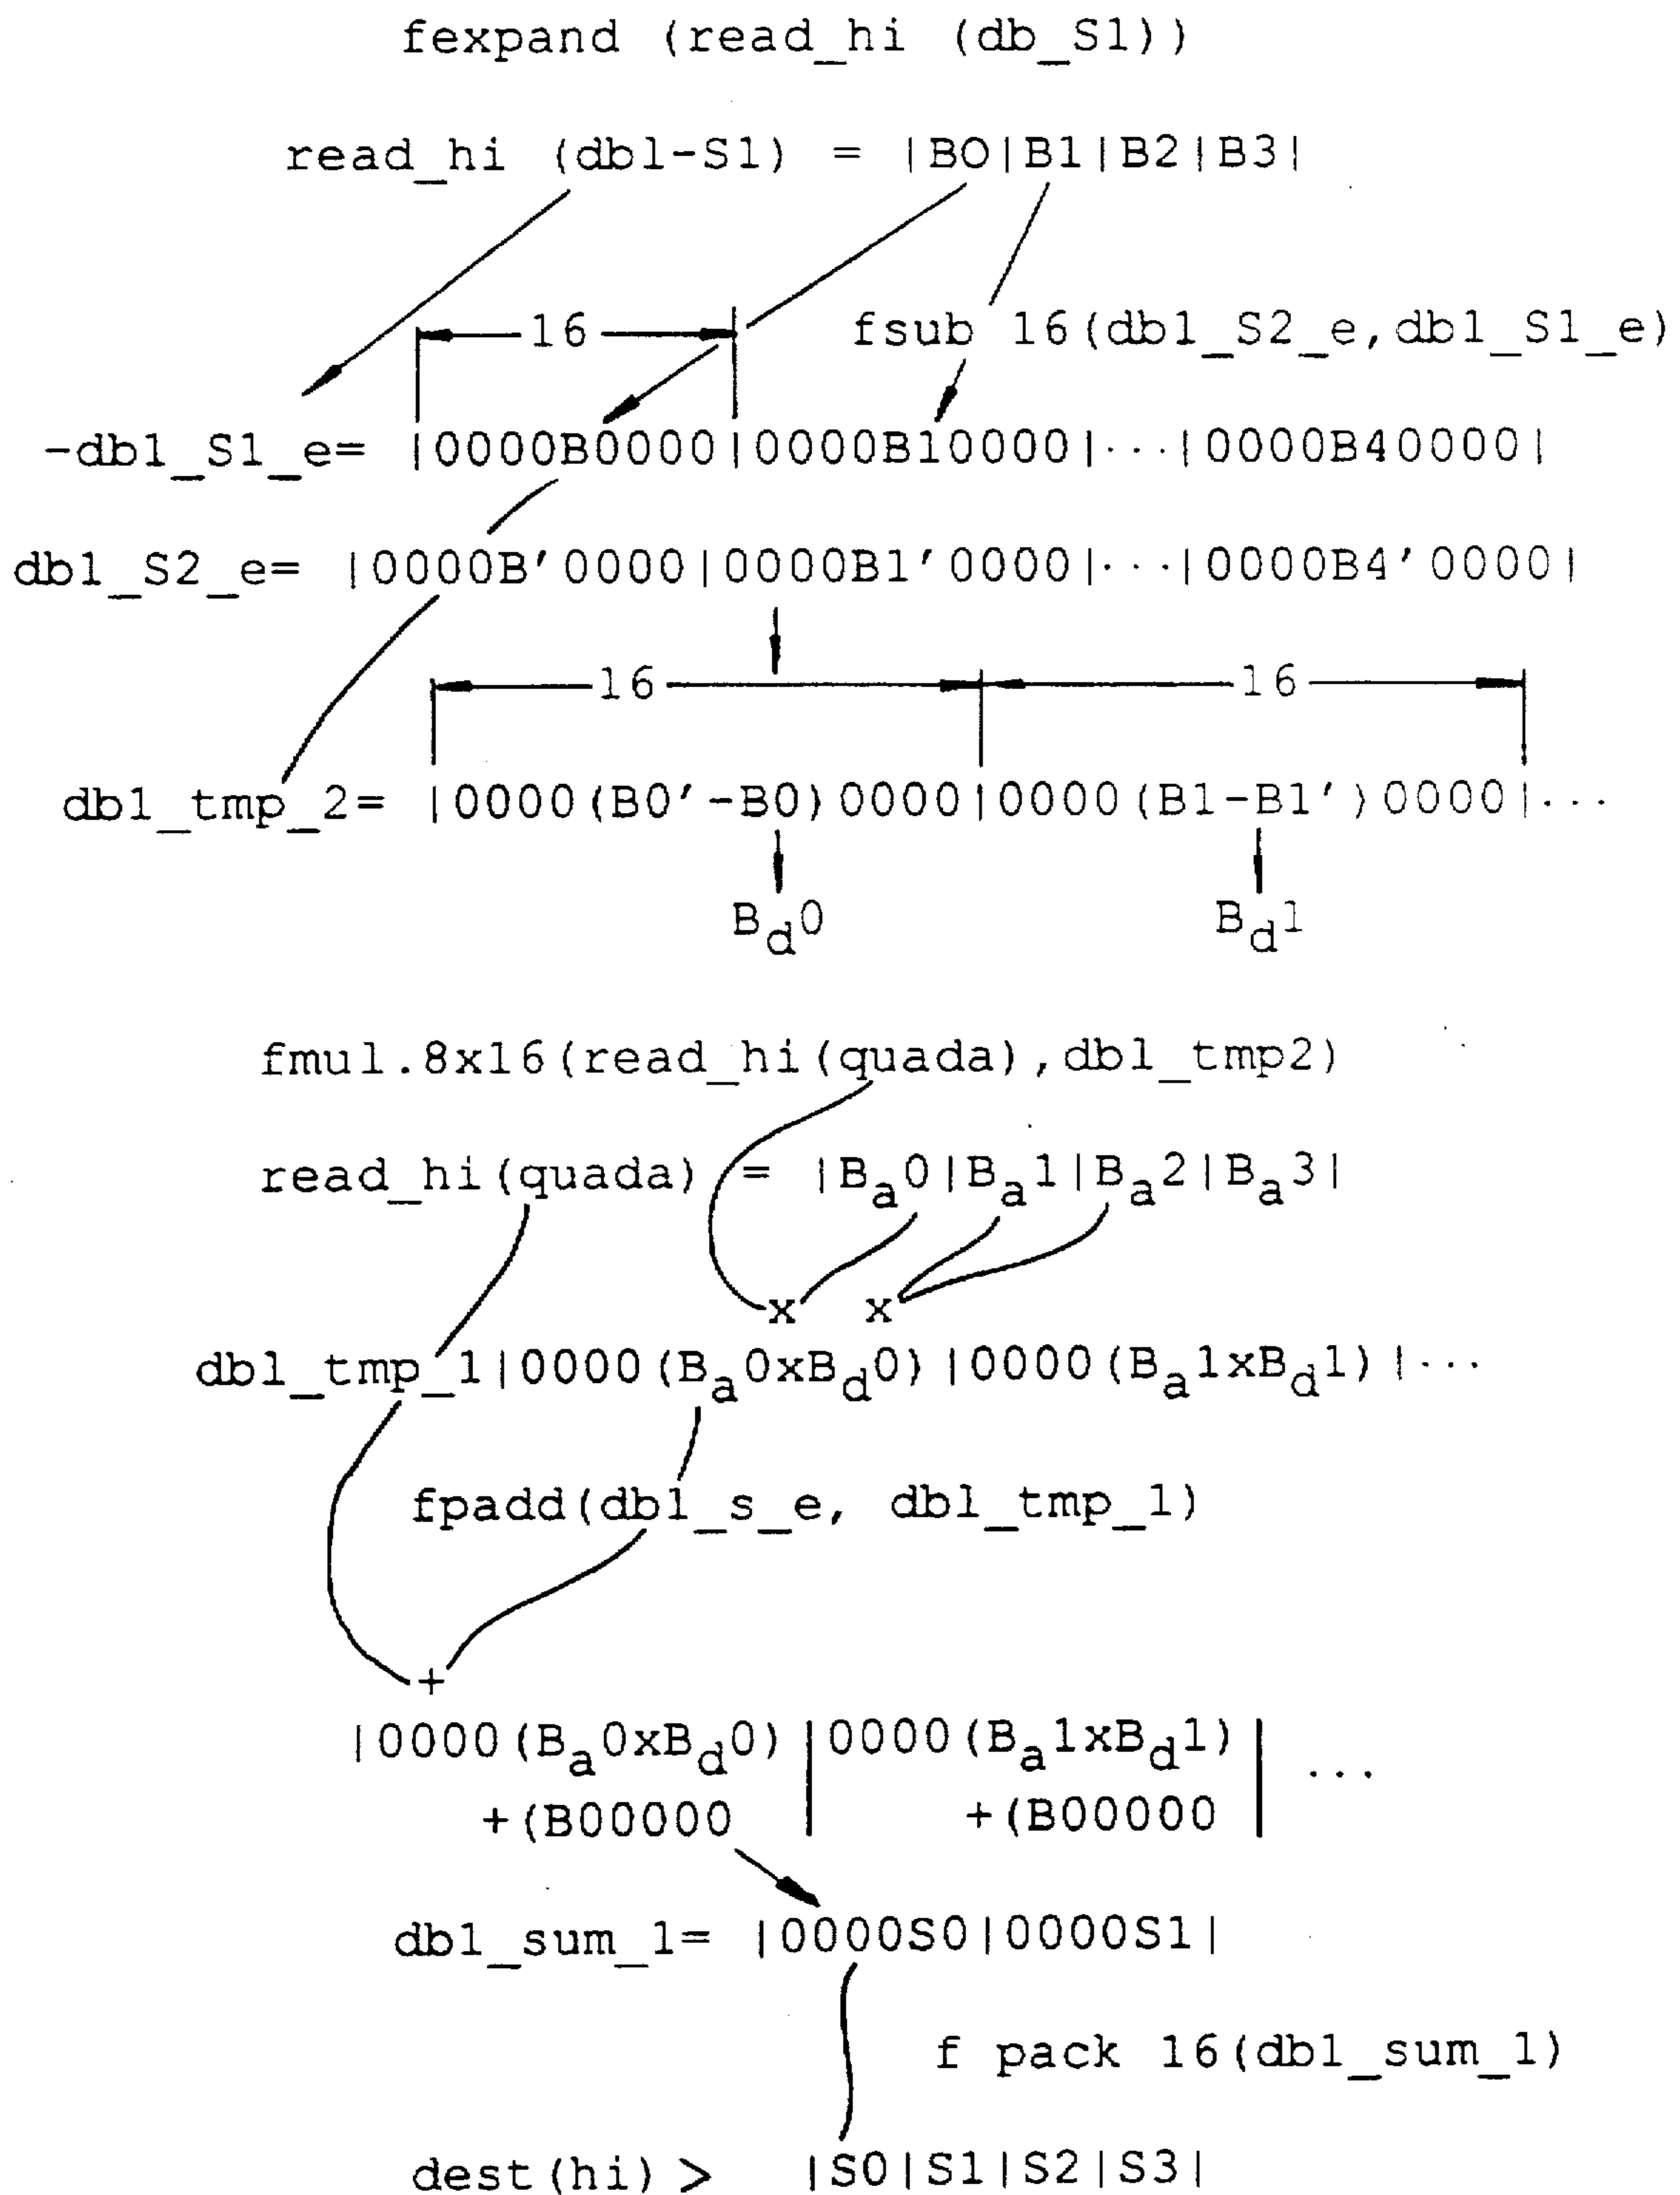 fexpand (read_hi (db_S1))
read_hi (dbl-S1) = |BO|B1|B2|B3|
16 fsub 16(dbl_S2_e,dbl_S1_e)
-dbl_S1_e= |0000B0000|0000B10000|···|0000B40000|
dbl_S2_e= |0000B'0000|0000B1'0000|···|0000B4'0000|
16 16
dbl_tmp_2= |0000(B0'-B0)0000|0000(B1-B1')0000|···
Bd0 Bd1
fmul.8x16(read_hi(quada),dbl_tmp2)
read_hi(quada) = |Ba0|Ba1|Ba2|Ba3|
x x
dbl_tmp_1|0000(Ba0xBd0)|0000(Ba1xBd1)|···
fpadd(dbl_s_e, dbl_tmp_1)
+
|0000(Ba0xBd0)|0000(Ba1xBd1)| ...
+(B00000 | +(B00000 |
dbl_sum_1= |0000S0|0000S1|
f pack 16(dbl_sum_1)
dest(hi)> |S0|S1|S2|S3|